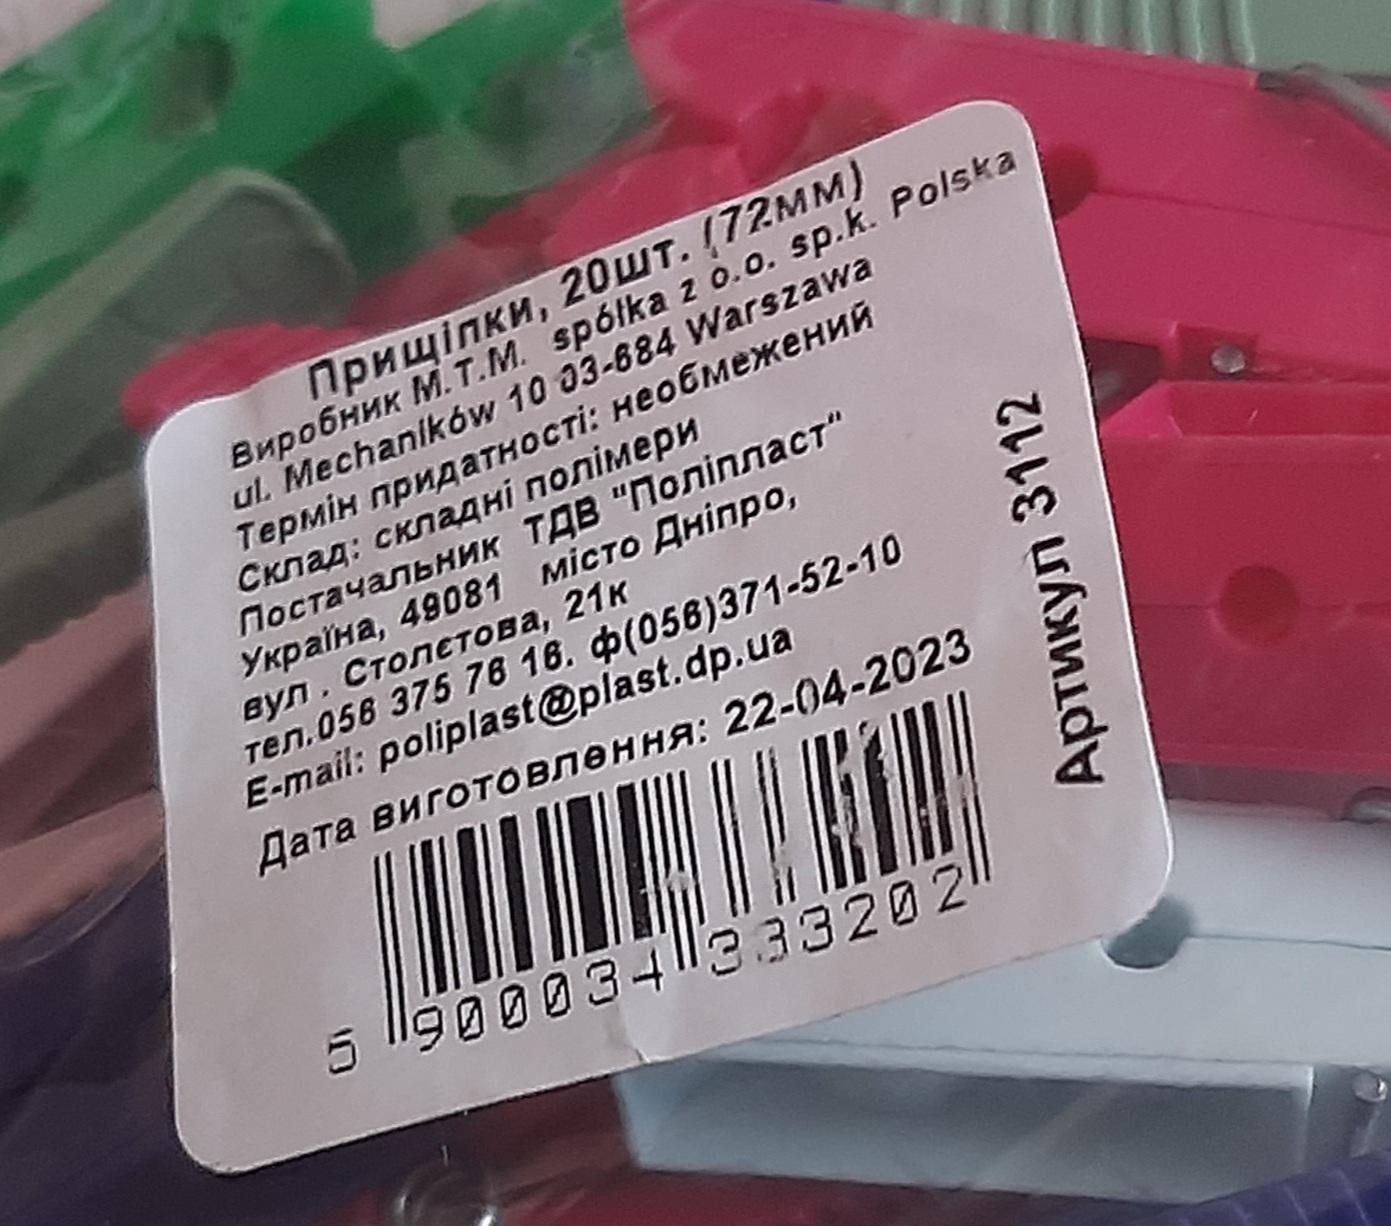 Прищіпки, 20шт. (72мм)
Виробник М.Т.М. spółka z o.o. sp.k. Polska
ul. Mechaników 10 03-684 Warszawa
Термін придатності: необмежений
Склад: складні полімери
Постачальник ТДВ "Поліпласт"
Україна, 49081 місто Дніпро,
вул . Столєтова, 21к
тел.056 375 76 16. ф(056)371-52-10
E-mail: poliplast@plast.dp.ua
Дата виготовлення: 22-04-2023
5 900034 333202
Артикул 3112